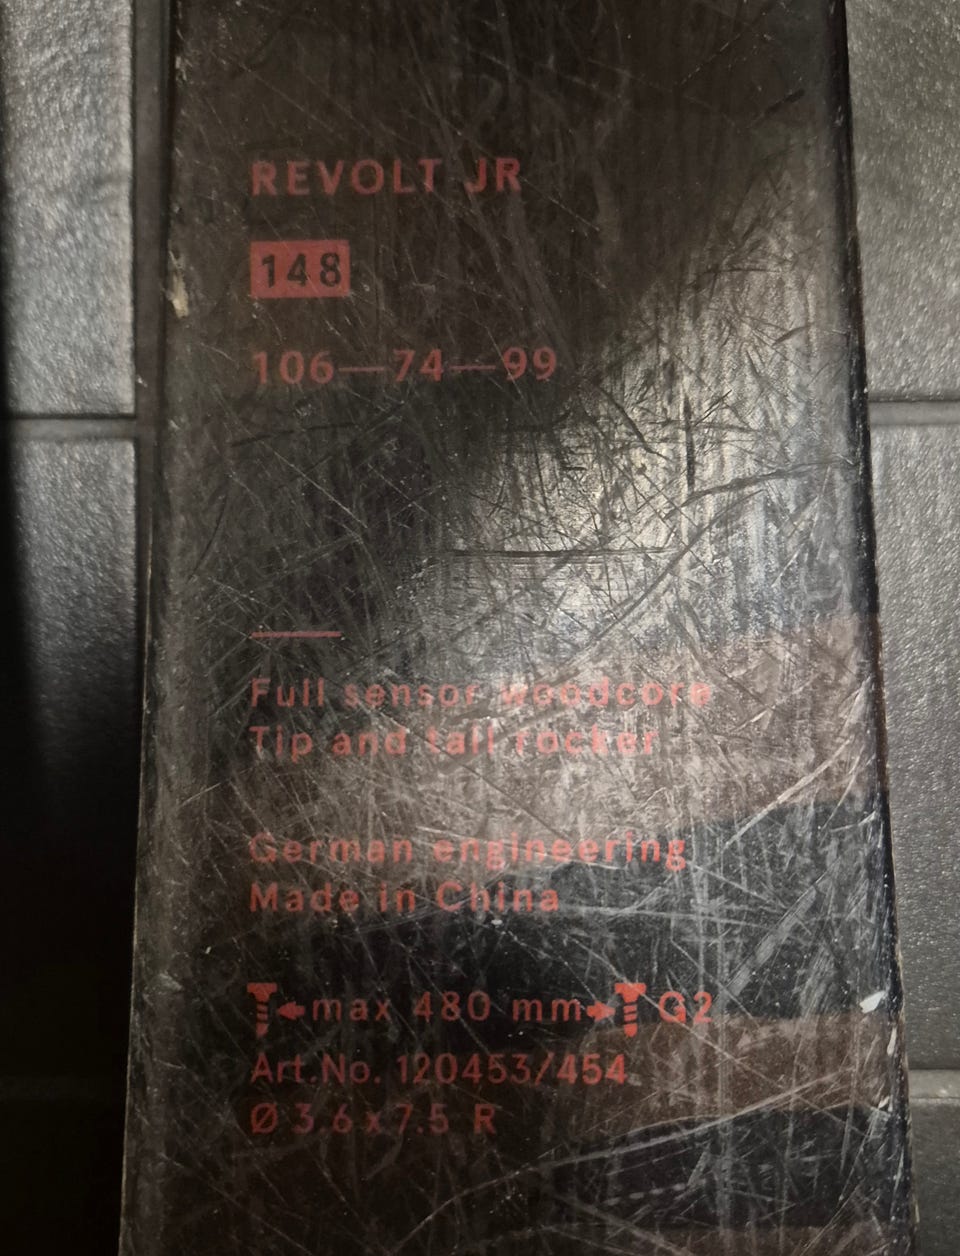 REVOLT JR
148
106—74—99
Full sensor woodcore
Tip and tail rocker
German engineering
Made in China
max 480 mm G2
Art.No. 120453/454
Ø 3.6 x 7.5 R